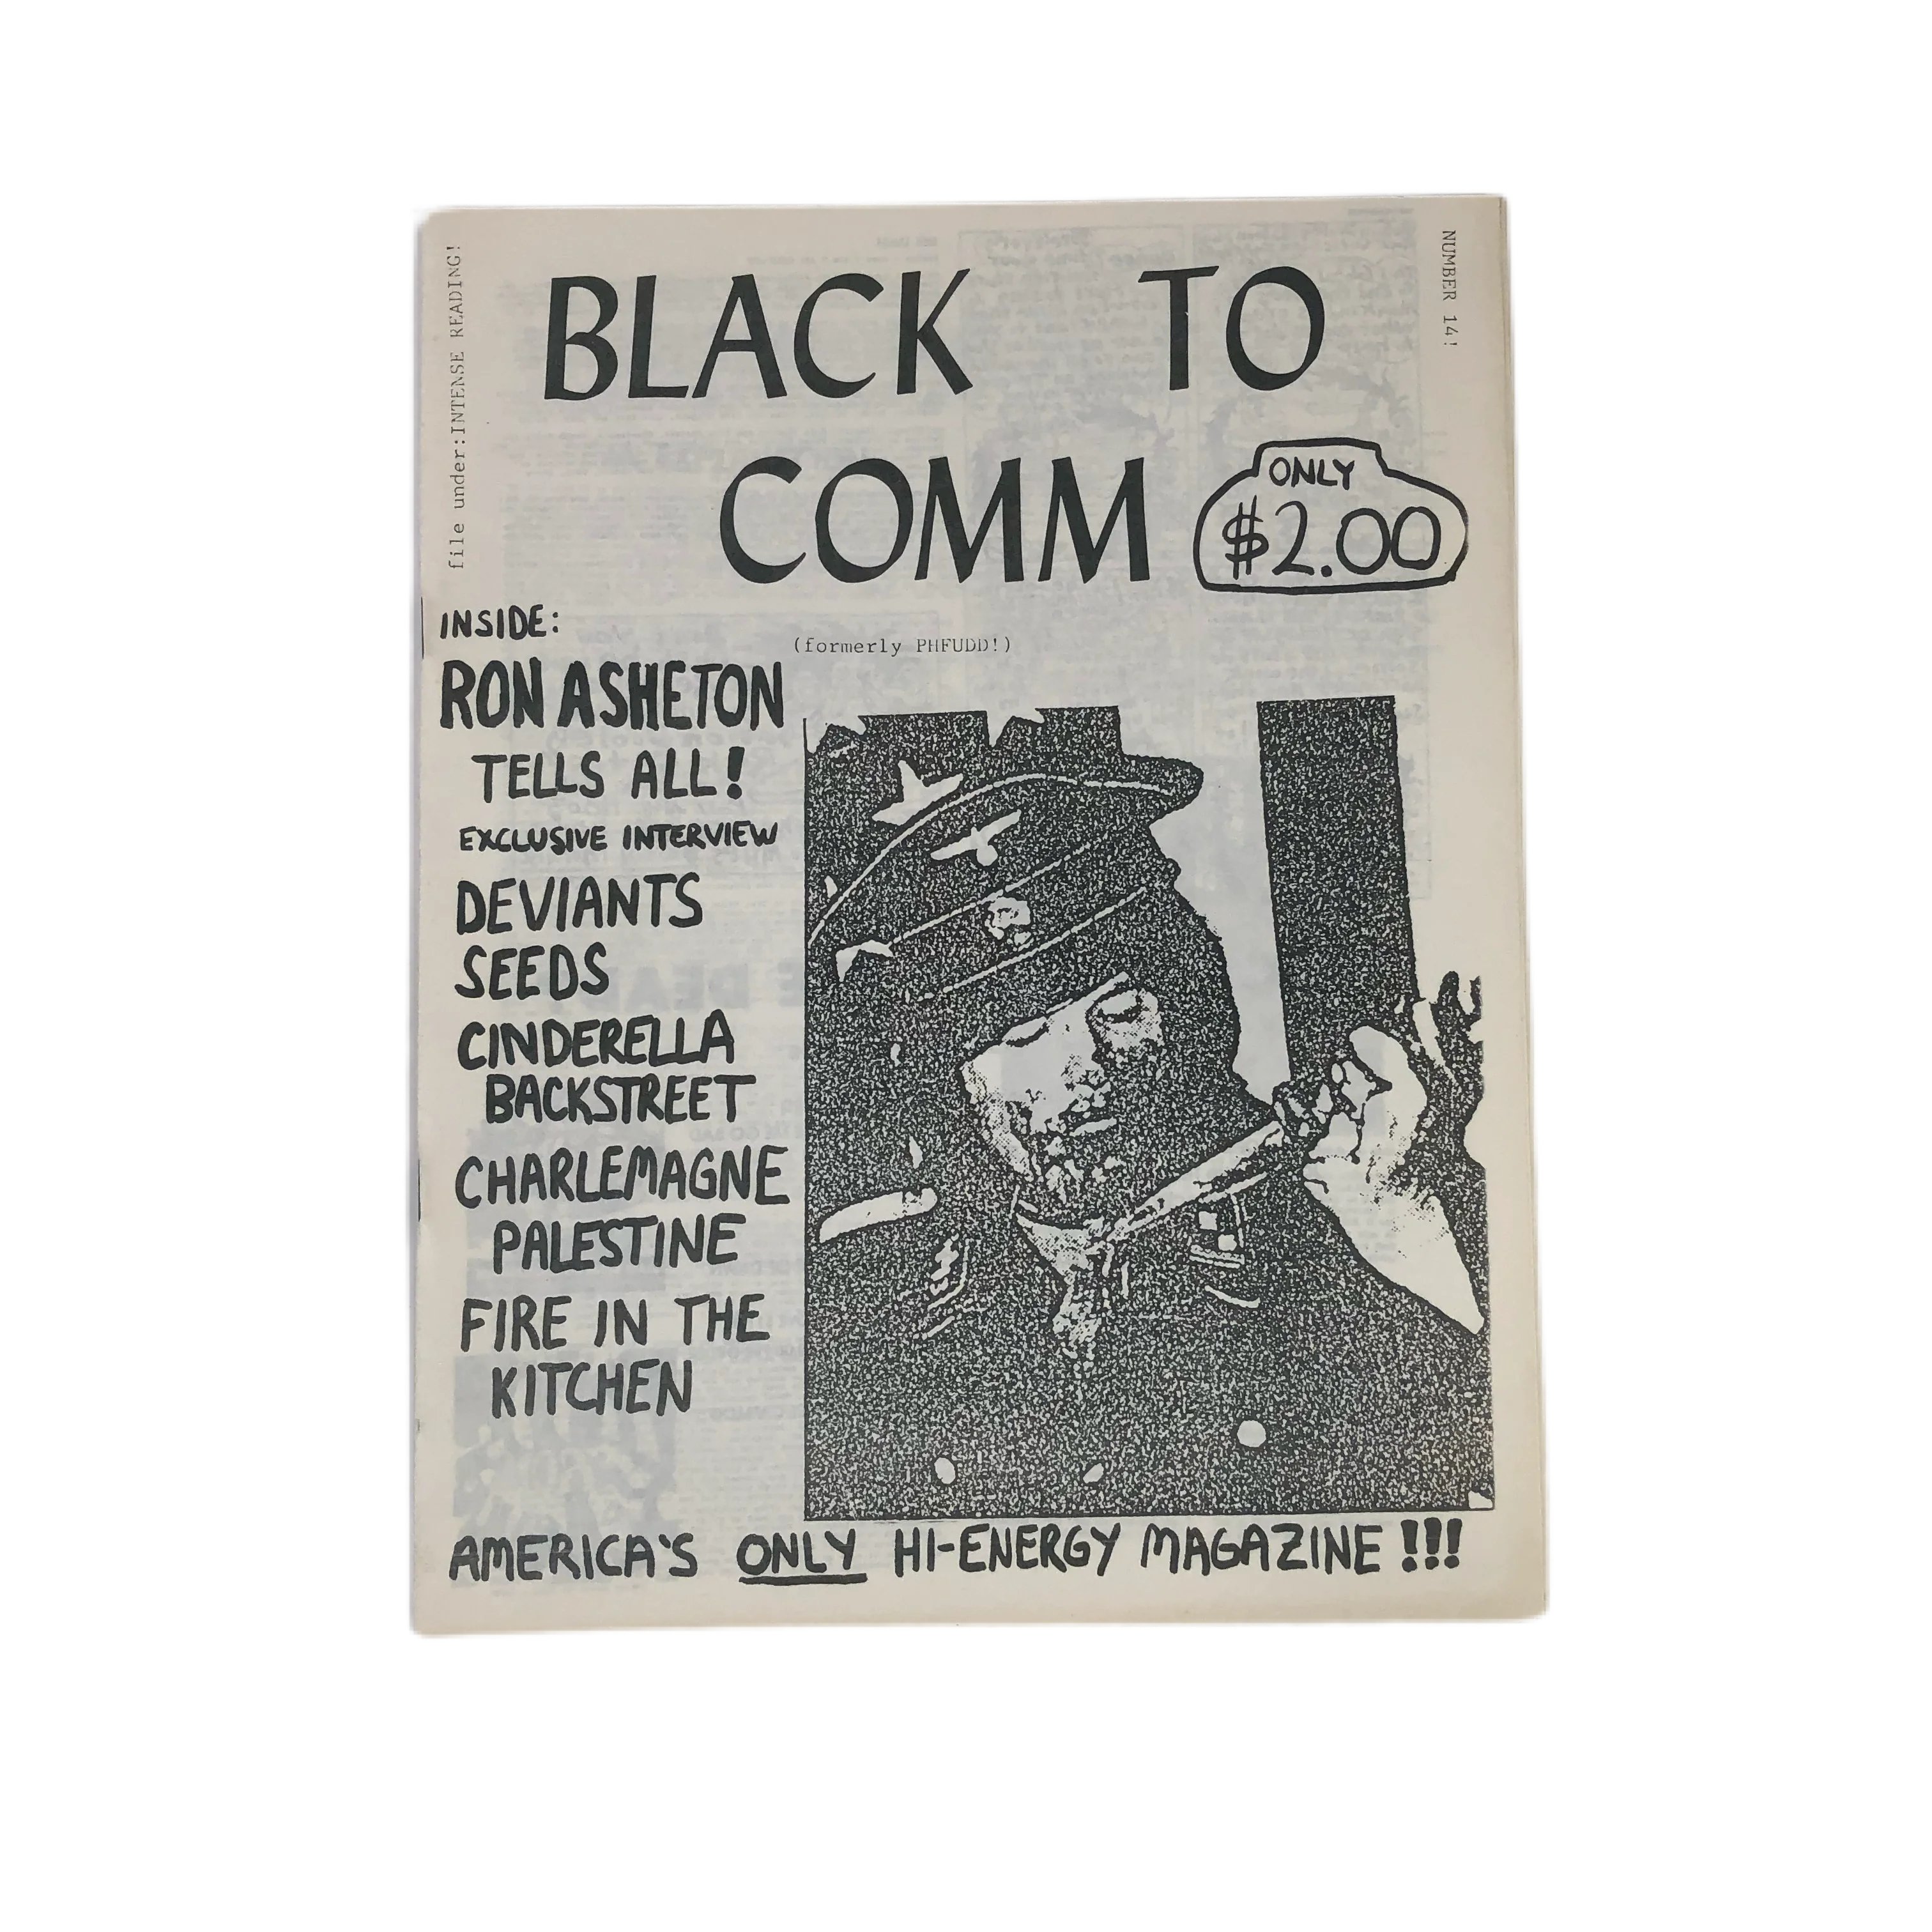 file under:INTENSE READING!
NUMBER 14!
BLACK TO
COMM
ONLY
$2.00
(formerly PHFUDD!)
INSIDE:
RON ASHETON
TELLS ALL!
EXCLUSIVE INTERVIEW
DEVIANTS
SEEDS
CINDERELLA
BACKSTREET
CHARLEMAGNE
PALESTINE
FIRE IN THE
KITCHEN
AMERICA'S ONLY HI-ENERGY MAGAZINE!!!